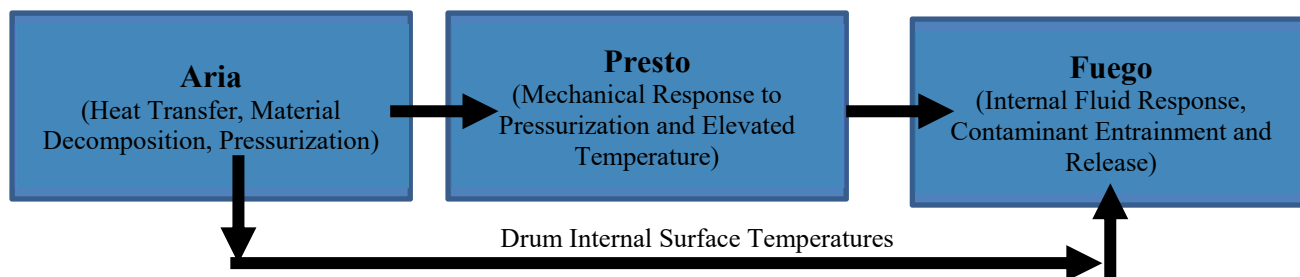 Aria
(Heat Transfer, Material
Decomposition, Pressurization)
Presto
(Mechanical Response to
Pressurization and Elevated
Temperature)
Fuego
(Internal Fluid Response,
Contaminant Entrainment and
Release)
Drum Internal Surface Temperatures